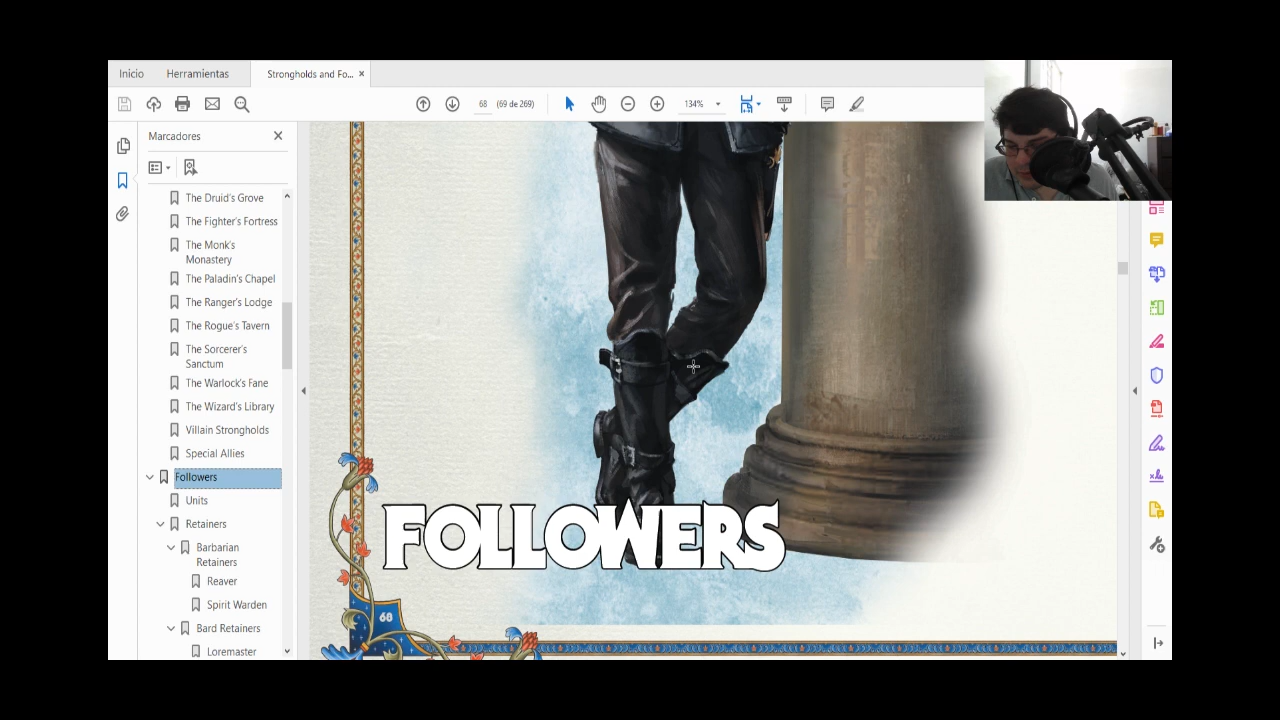 Inicio
Herramientas
Strongholds and Fo... ×
68 (69 de 269)
134%
Marcadores
The Druid's Grove
The Fighter's Fortress
The Monk's
Monastery
The Paladin's Chapel
The Ranger's Lodge
The Rogue's Tavern
The Sorcerer's
Sanctum
The Warlock's Fane
The Wizard's Library
Villain Strongholds
Special Allies
Followers
Units
Retainers
Barbarian
Retainers
Reaver
Spirit Warden
Bard Retainers
Loremaster
FOLLOWERS
68